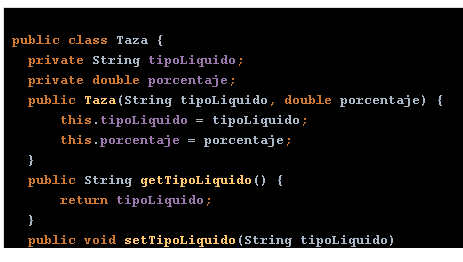 public class Taza {
private String tipoLiquido;
private double porcentaje;
public Taza(String tipoLiquido, double porcentaje) {
this.tipoLiquido = tipoLiquido;
this.porcentaje = porcentaje;
}
public String getTipoLiquido() {
return tipoLiquido;
}
public void setTipoLiquido(String tipoLiquido)